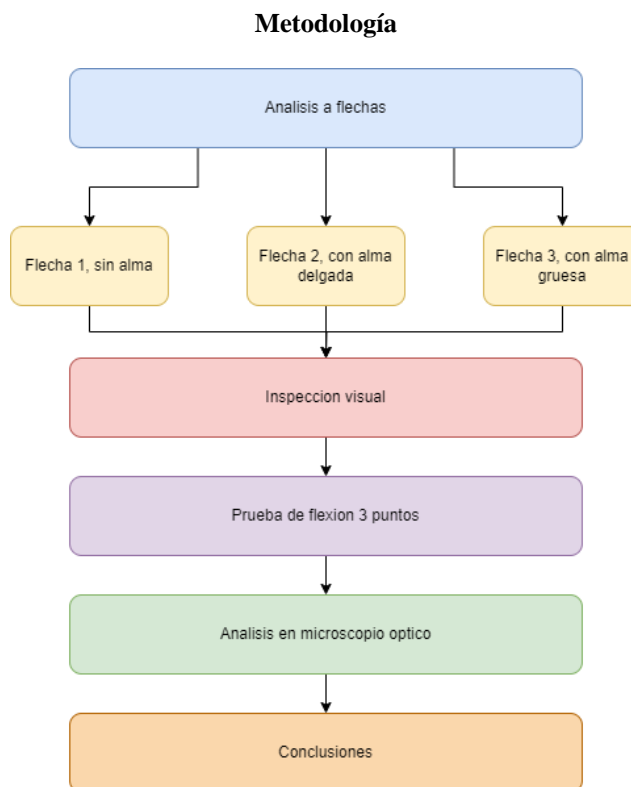 Metodología
Analisis a flechas
Flecha 1, sin alma
Flecha 2, con alma
delgada
Flecha 3, con alma
gruesa
Inspeccion visual
Prueba de flexion 3 puntos
Analisis en microscopio optico
Conclusiones